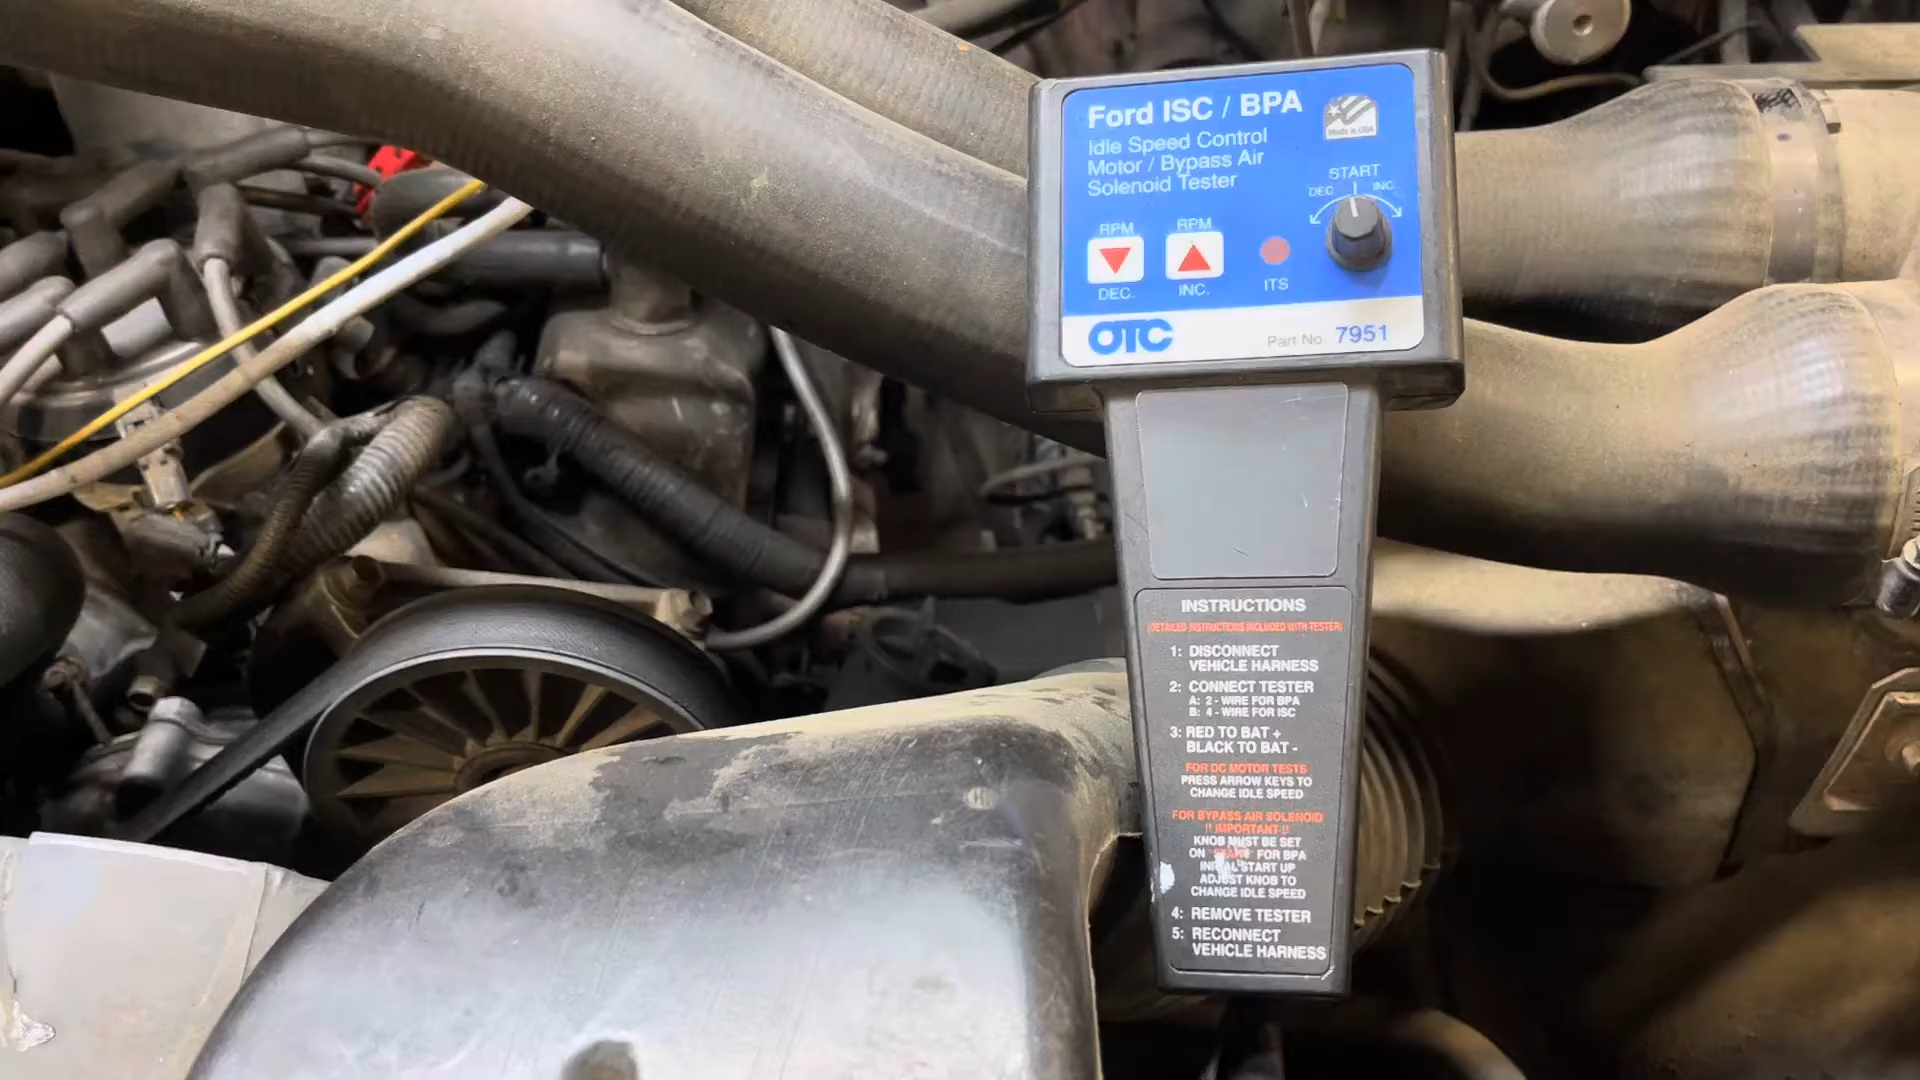 Ford ISC / BPA
Idle Speed Control
Motor / Bypass Air
Solenoid Tester
Made in USA
START
DEC INC
RPM RPM
DEC. INC. ITS
OTC Part No. 7951
INSTRUCTIONS
(DETAILED INSTRUCTIONS INCLUDED WITH TESTER)
1: DISCONNECT
VEHICLE HARNESS
2: CONNECT TESTER
A: 2 - WIRE FOR BPA
B: 4 - WIRE FOR ISC
3: RED TO BAT +
BLACK TO BAT -
FOR DC MOTOR TESTS
PRESS ARROW KEYS TO
CHANGE IDLE SPEED
FOR BYPASS AIR SOLENOID
!! IMPORTANT !!
KNOB MUST BE SET
ON "START" FOR BPA
INITIAL START UP
ADJUST KNOB TO
CHANGE IDLE SPEED
4: REMOVE TESTER
5: RECONNECT
VEHICLE HARNESS